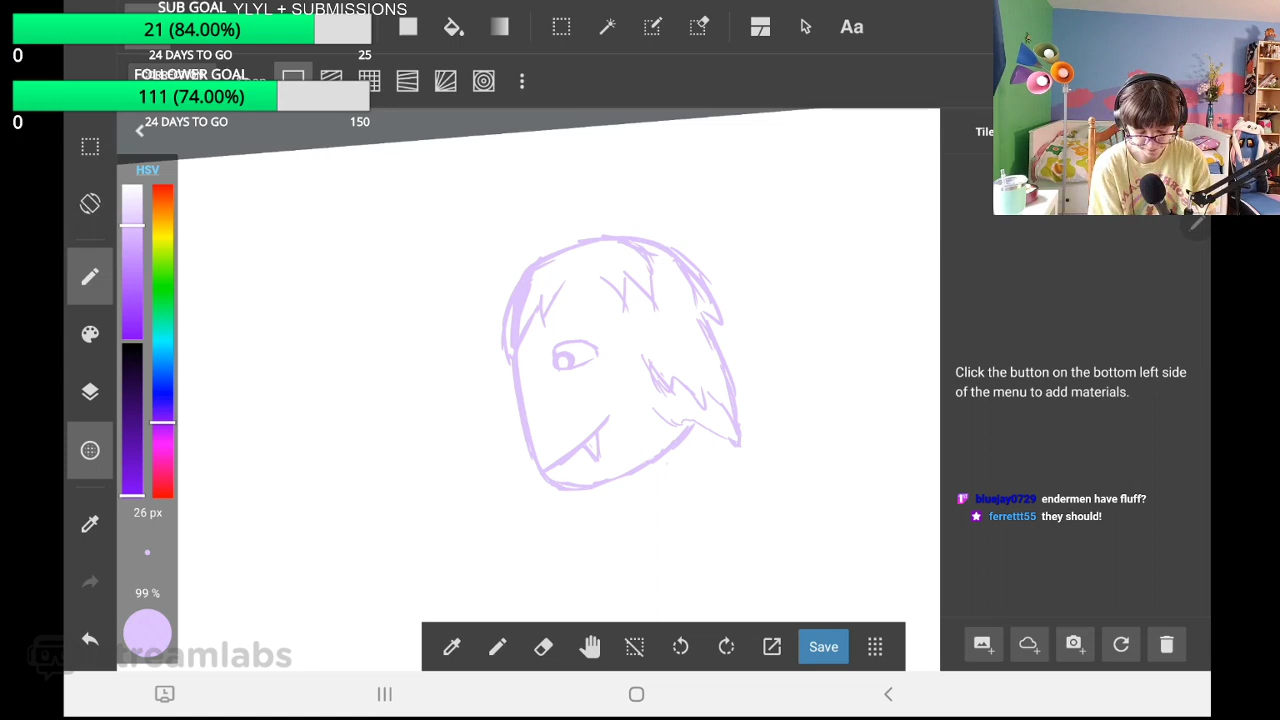 SUB GOAL
YLYL + SUBMISSIONS
21 (84.00%)
0
24 DAYS TO GO
25
FOLLOWER GOAL
111 (74.00%)
0
24 DAYS TO GO
150
Aa
HSV
26 px
99 %
Tile
Click the button on the bottom left side
of the menu to add materials.
bluejay0729 endermen have fluff?
ferrettt55 they should!
Save
streamlabs